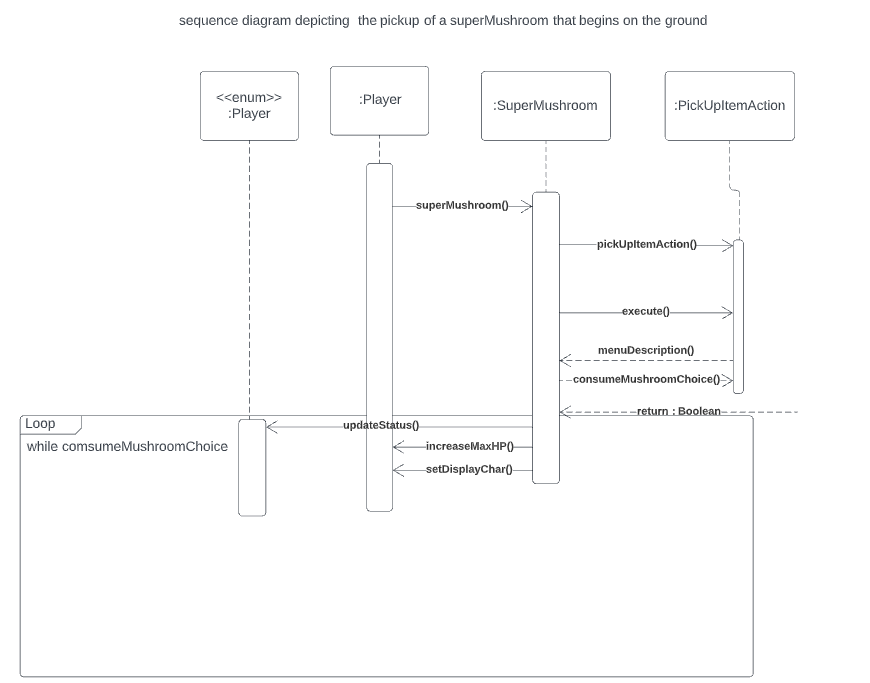 sequence diagram depicting the pickup of a superMushroom that begins on the ground
<<enum>>
:Player
:Player
:SuperMushroom
:PickUpItemAction
superMushroom()
pickUpItemAction()
execute()
menuDescription()
consumeMushroomChoice()
return : Boolean
Loop
updateStatus()
while comsumeMushroomChoice
increaseMaxHP()
setDisplayChar()